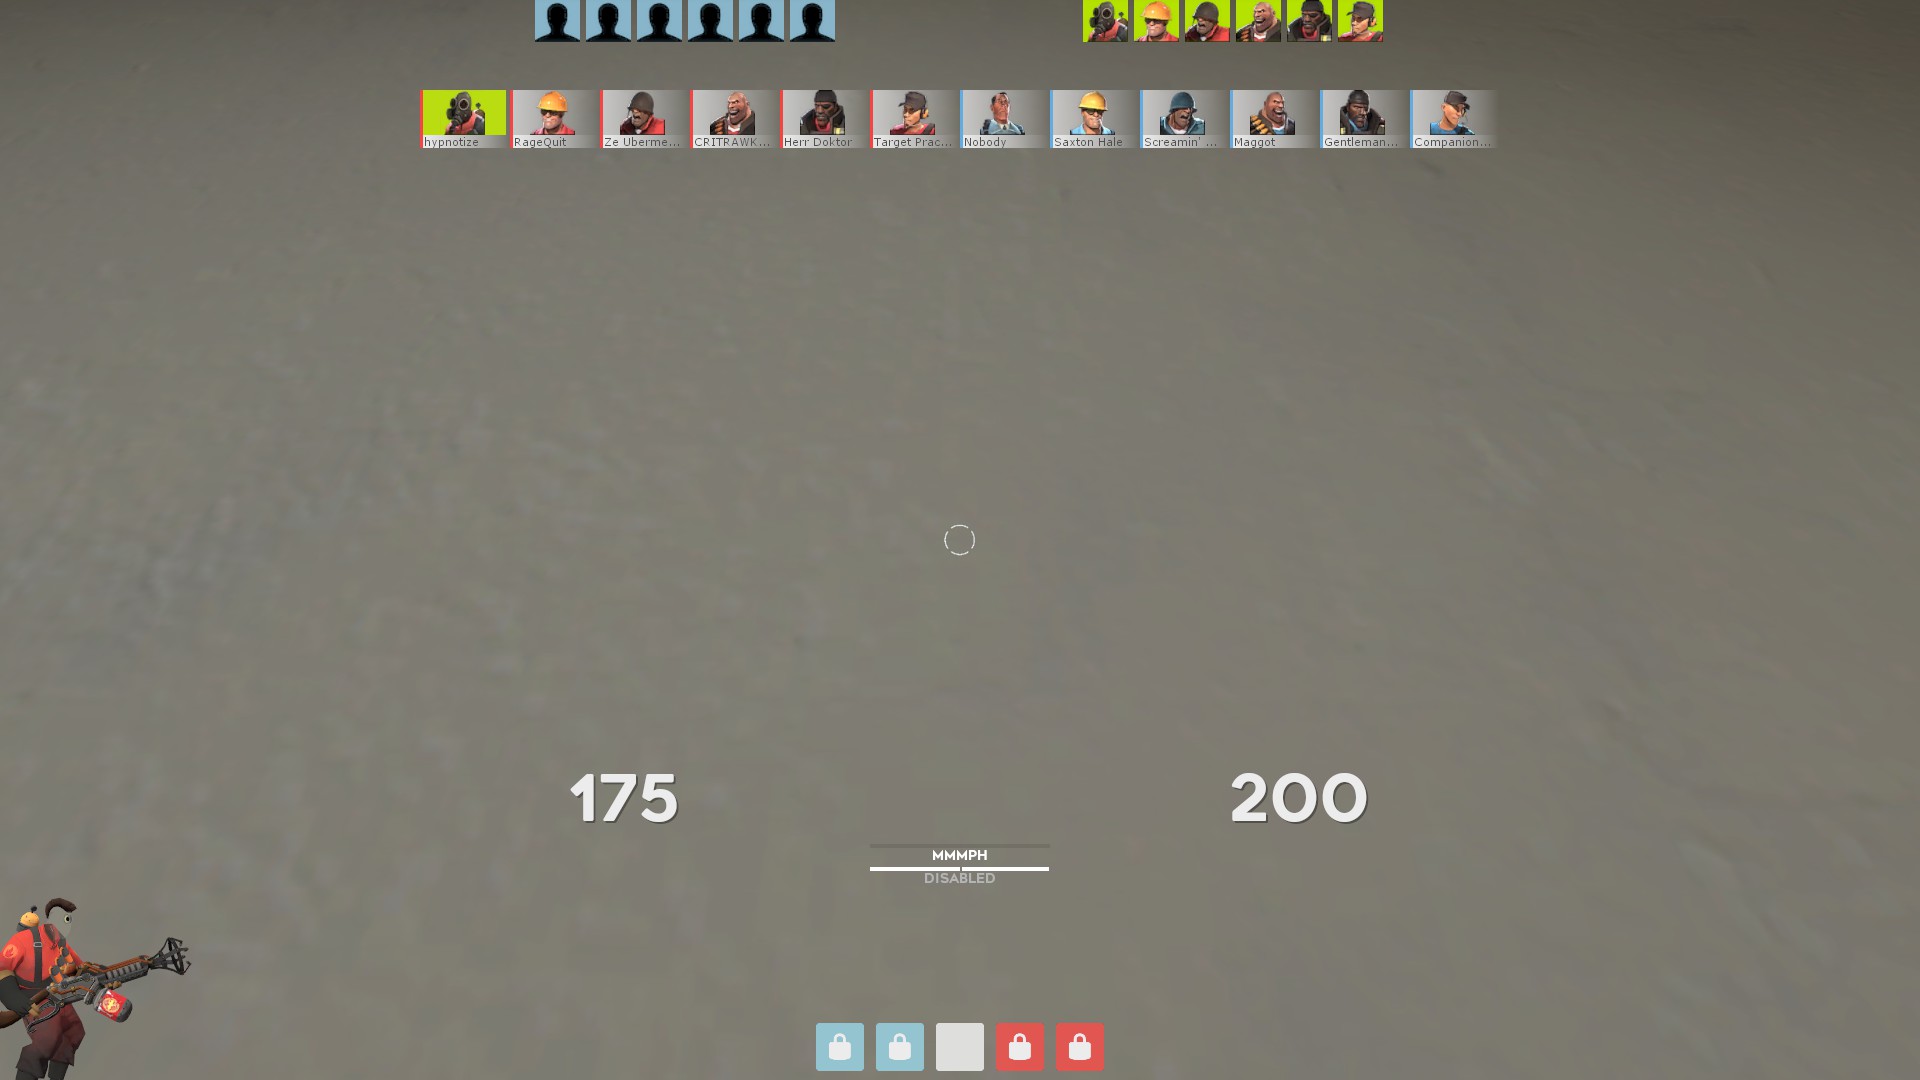 hypnotize RageQuit Ze Uberme... CRITRAWK... Herr Doktor Target Prac... Nobody Saxton Hale Screamin' ... Maggot Gentleman... Companion...
175 200
MMMPH
DISABLED